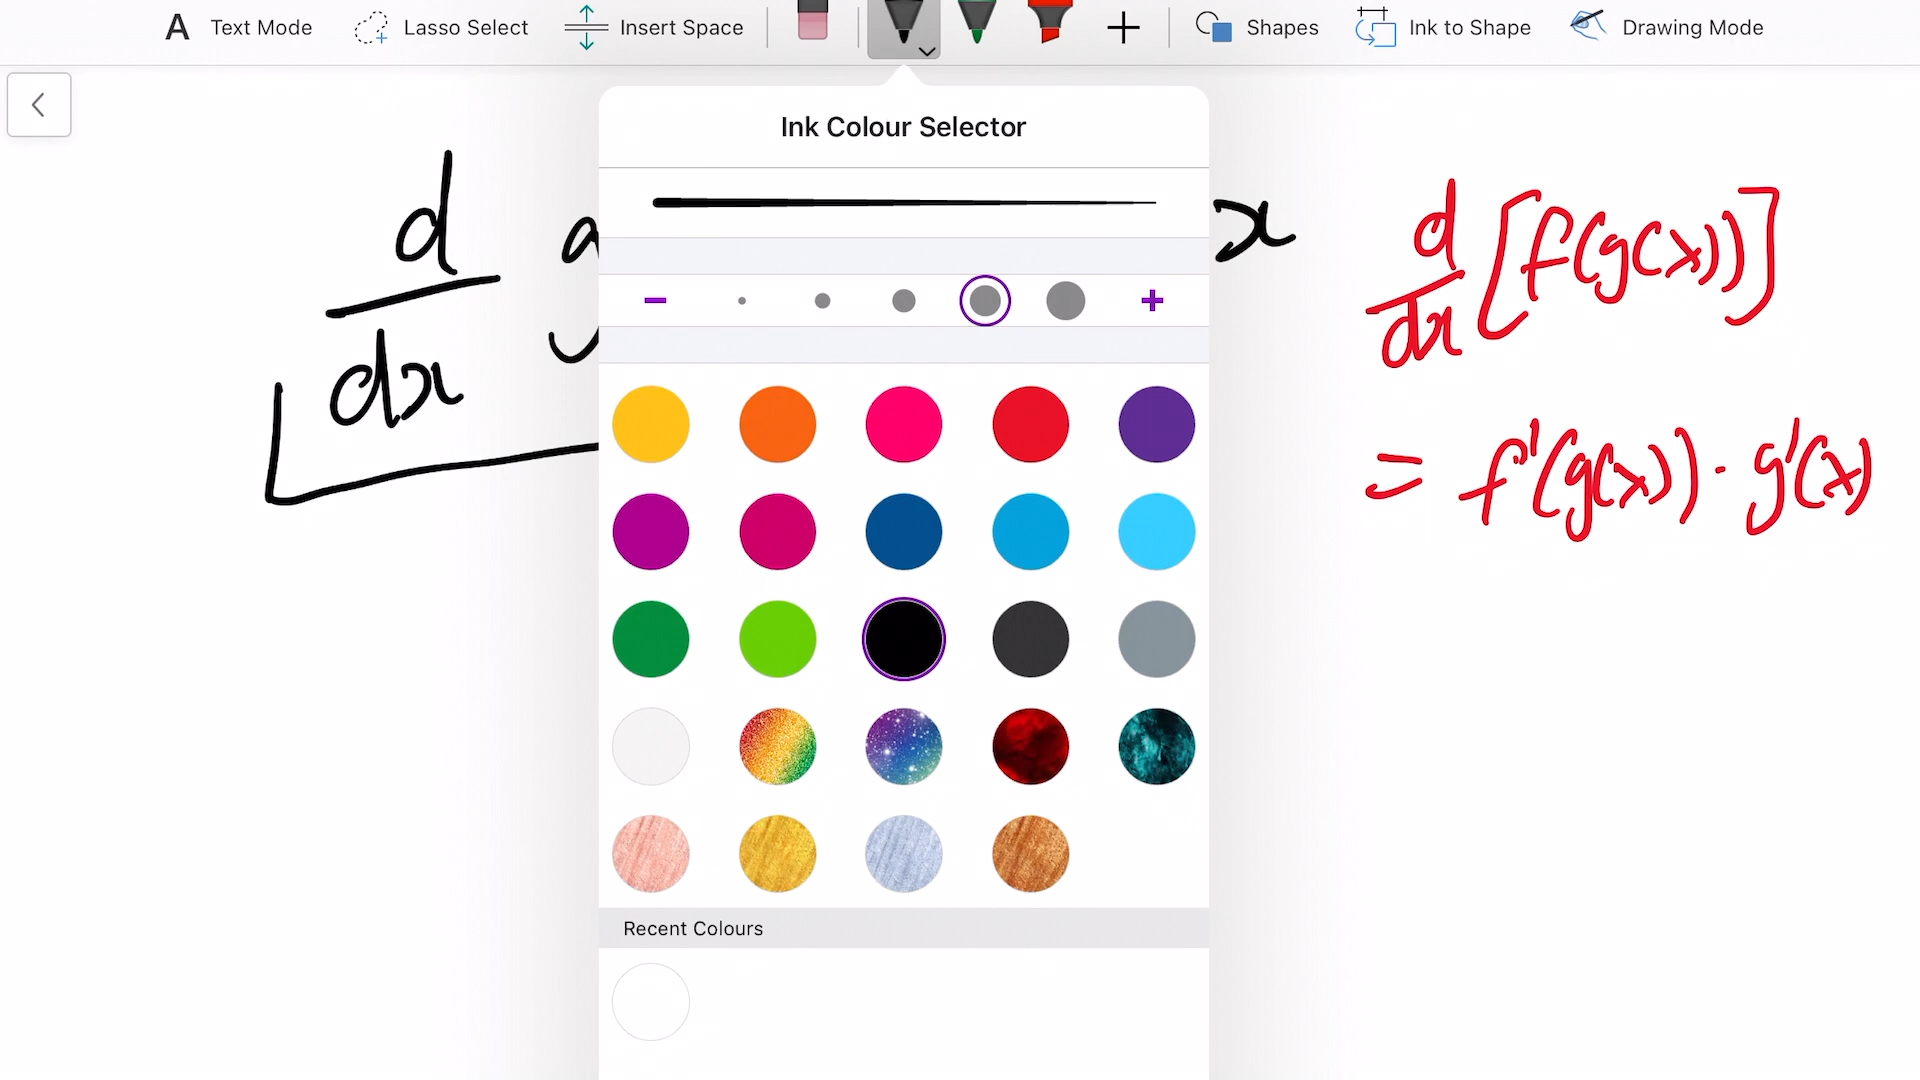 A Text Mode Lasso Select Insert Space Shapes Ink to Shape Drawing Mode
Ink Colour Selector
d/dx
x
d/dx [f(g(x))]
= f'(g(x)) · g'(x)
Recent Colours